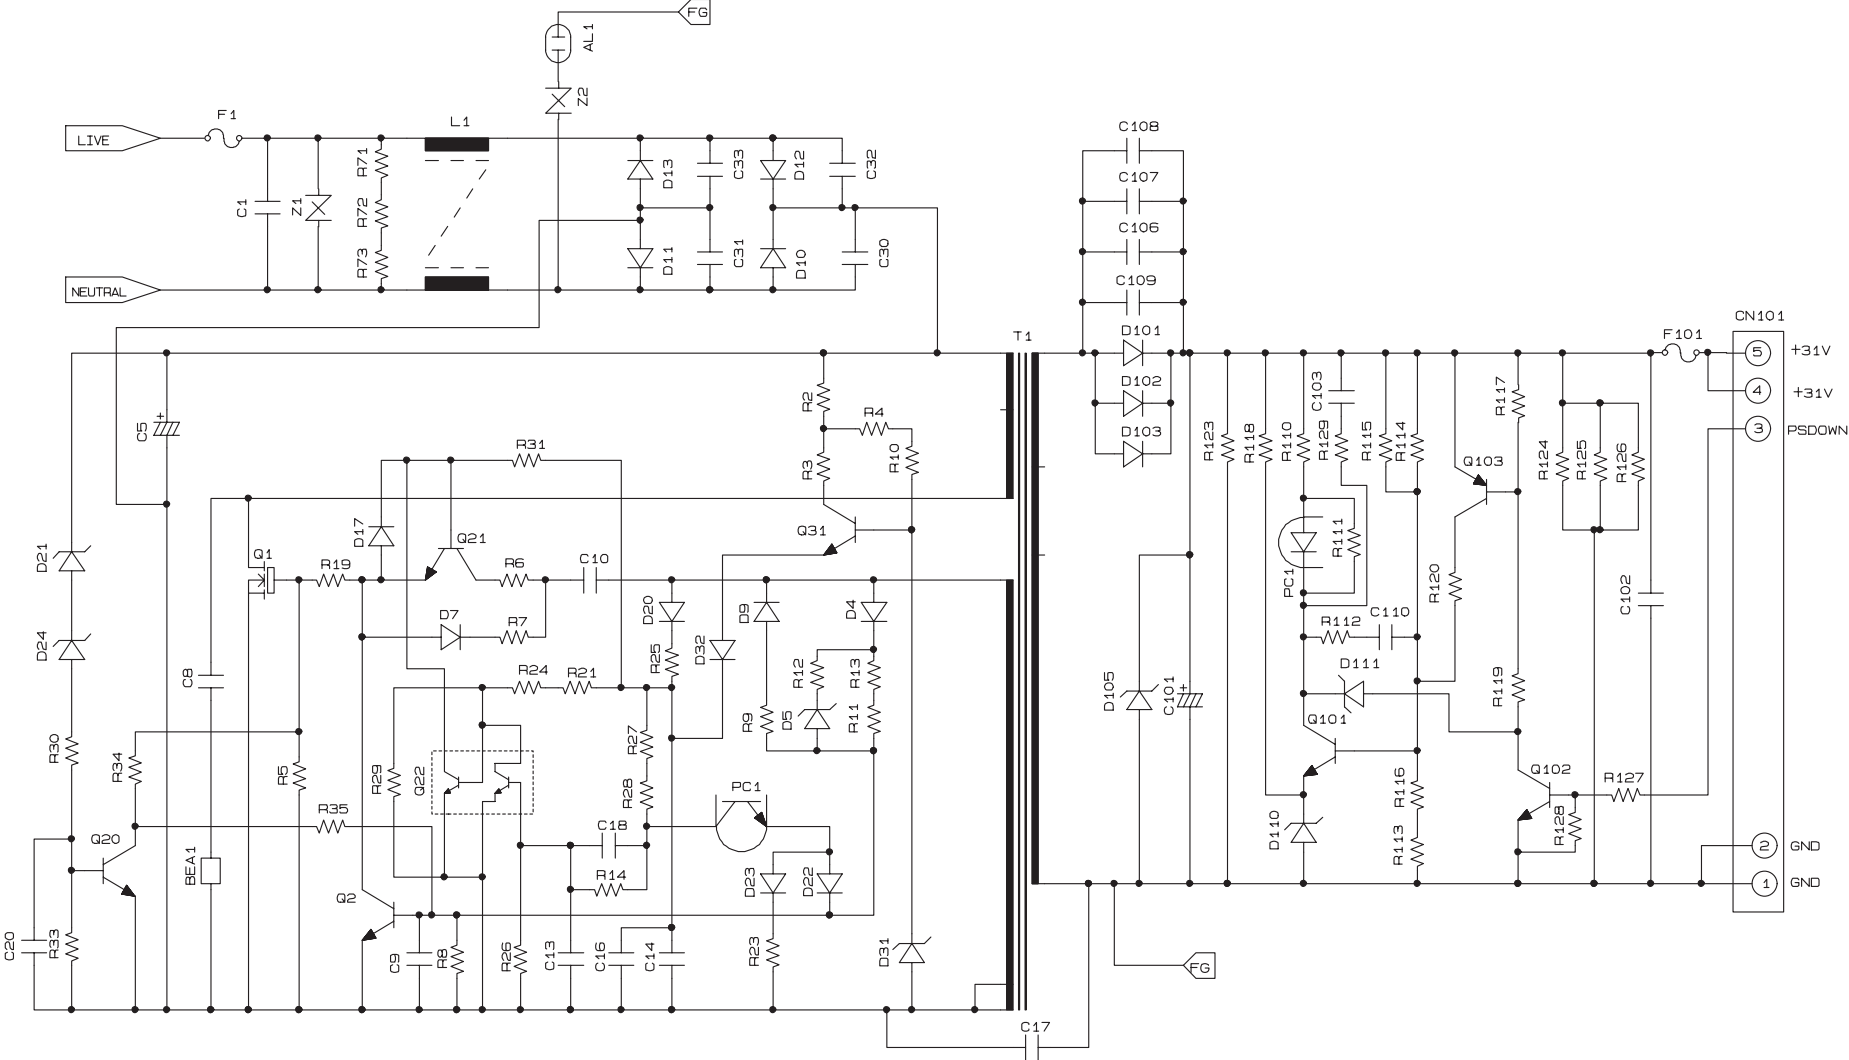 FG
AL1
Z2
F1
L1
LIVE
R71
D13
C33
D12
C32
C108
C107
C1
Z1
R72
C106
R73
D11
C31
D10
C30
C109
NEUTRAL
T1
D101
CN101
F101
5
+31V
D102
C103
R117
4
+31V
R2
R4
C5
R31
R3
R10
D103
R123
R118
R110
R129
R115
R114
Q103
R124
R125
R126
3
PSDOWN
D17
Q21
Q31
D21
Q1
R19
R6
C10
R111
PC1
R120
C102
D24
D7
R7
D20
D9
D4
R112
C110
R25
D32
R12
R13
D111
C8
R24
R21
D105
C101
R119
R9
D5
R11
Q101
R30
R34
R5
R29
Q22
R27
R28
PC1
Q102
R127
R116
R35
Q20
C18
D110
R128
R113
2
GND
BEA1
R14
D23
D22
1
GND
Q2
C20
R33
C9
R8
R26
C13
C16
C14
R23
D31
FG
C17